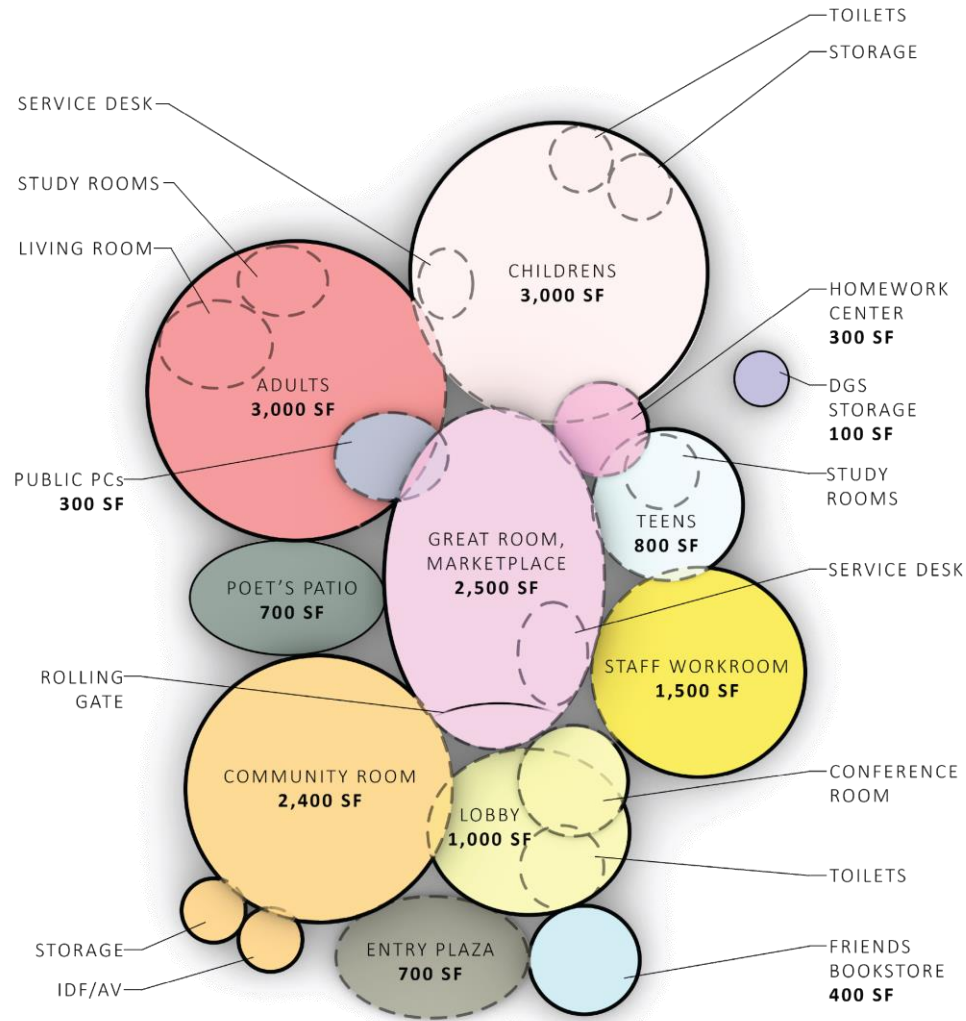 TOILETS
STORAGE
SERVICE DESK
STUDY ROOMS
LIVING ROOM
CHILDRENS
3,000 SF
HOMEWORK
CENTER
300 SF
ADULTS
3,000 SF
DGS
STORAGE
100 SF
PUBLIC PCs
300 SF
STUDY
ROOMS
TEENS
800 SF
GREAT ROOM,
MARKETPLACE
2,500 SF
SERVICE DESK
POET'S PATIO
700 SF
STAFF WORKROOM
1,500 SF
ROLLING
GATE
COMMUNITY ROOM
2,400 SF
CONFERENCE
ROOM
LOBBY
1,000 SF
TOILETS
STORAGE
IDF/AV
ENTRY PLAZA
700 SF
FRIENDS
BOOKSTORE
400 SF